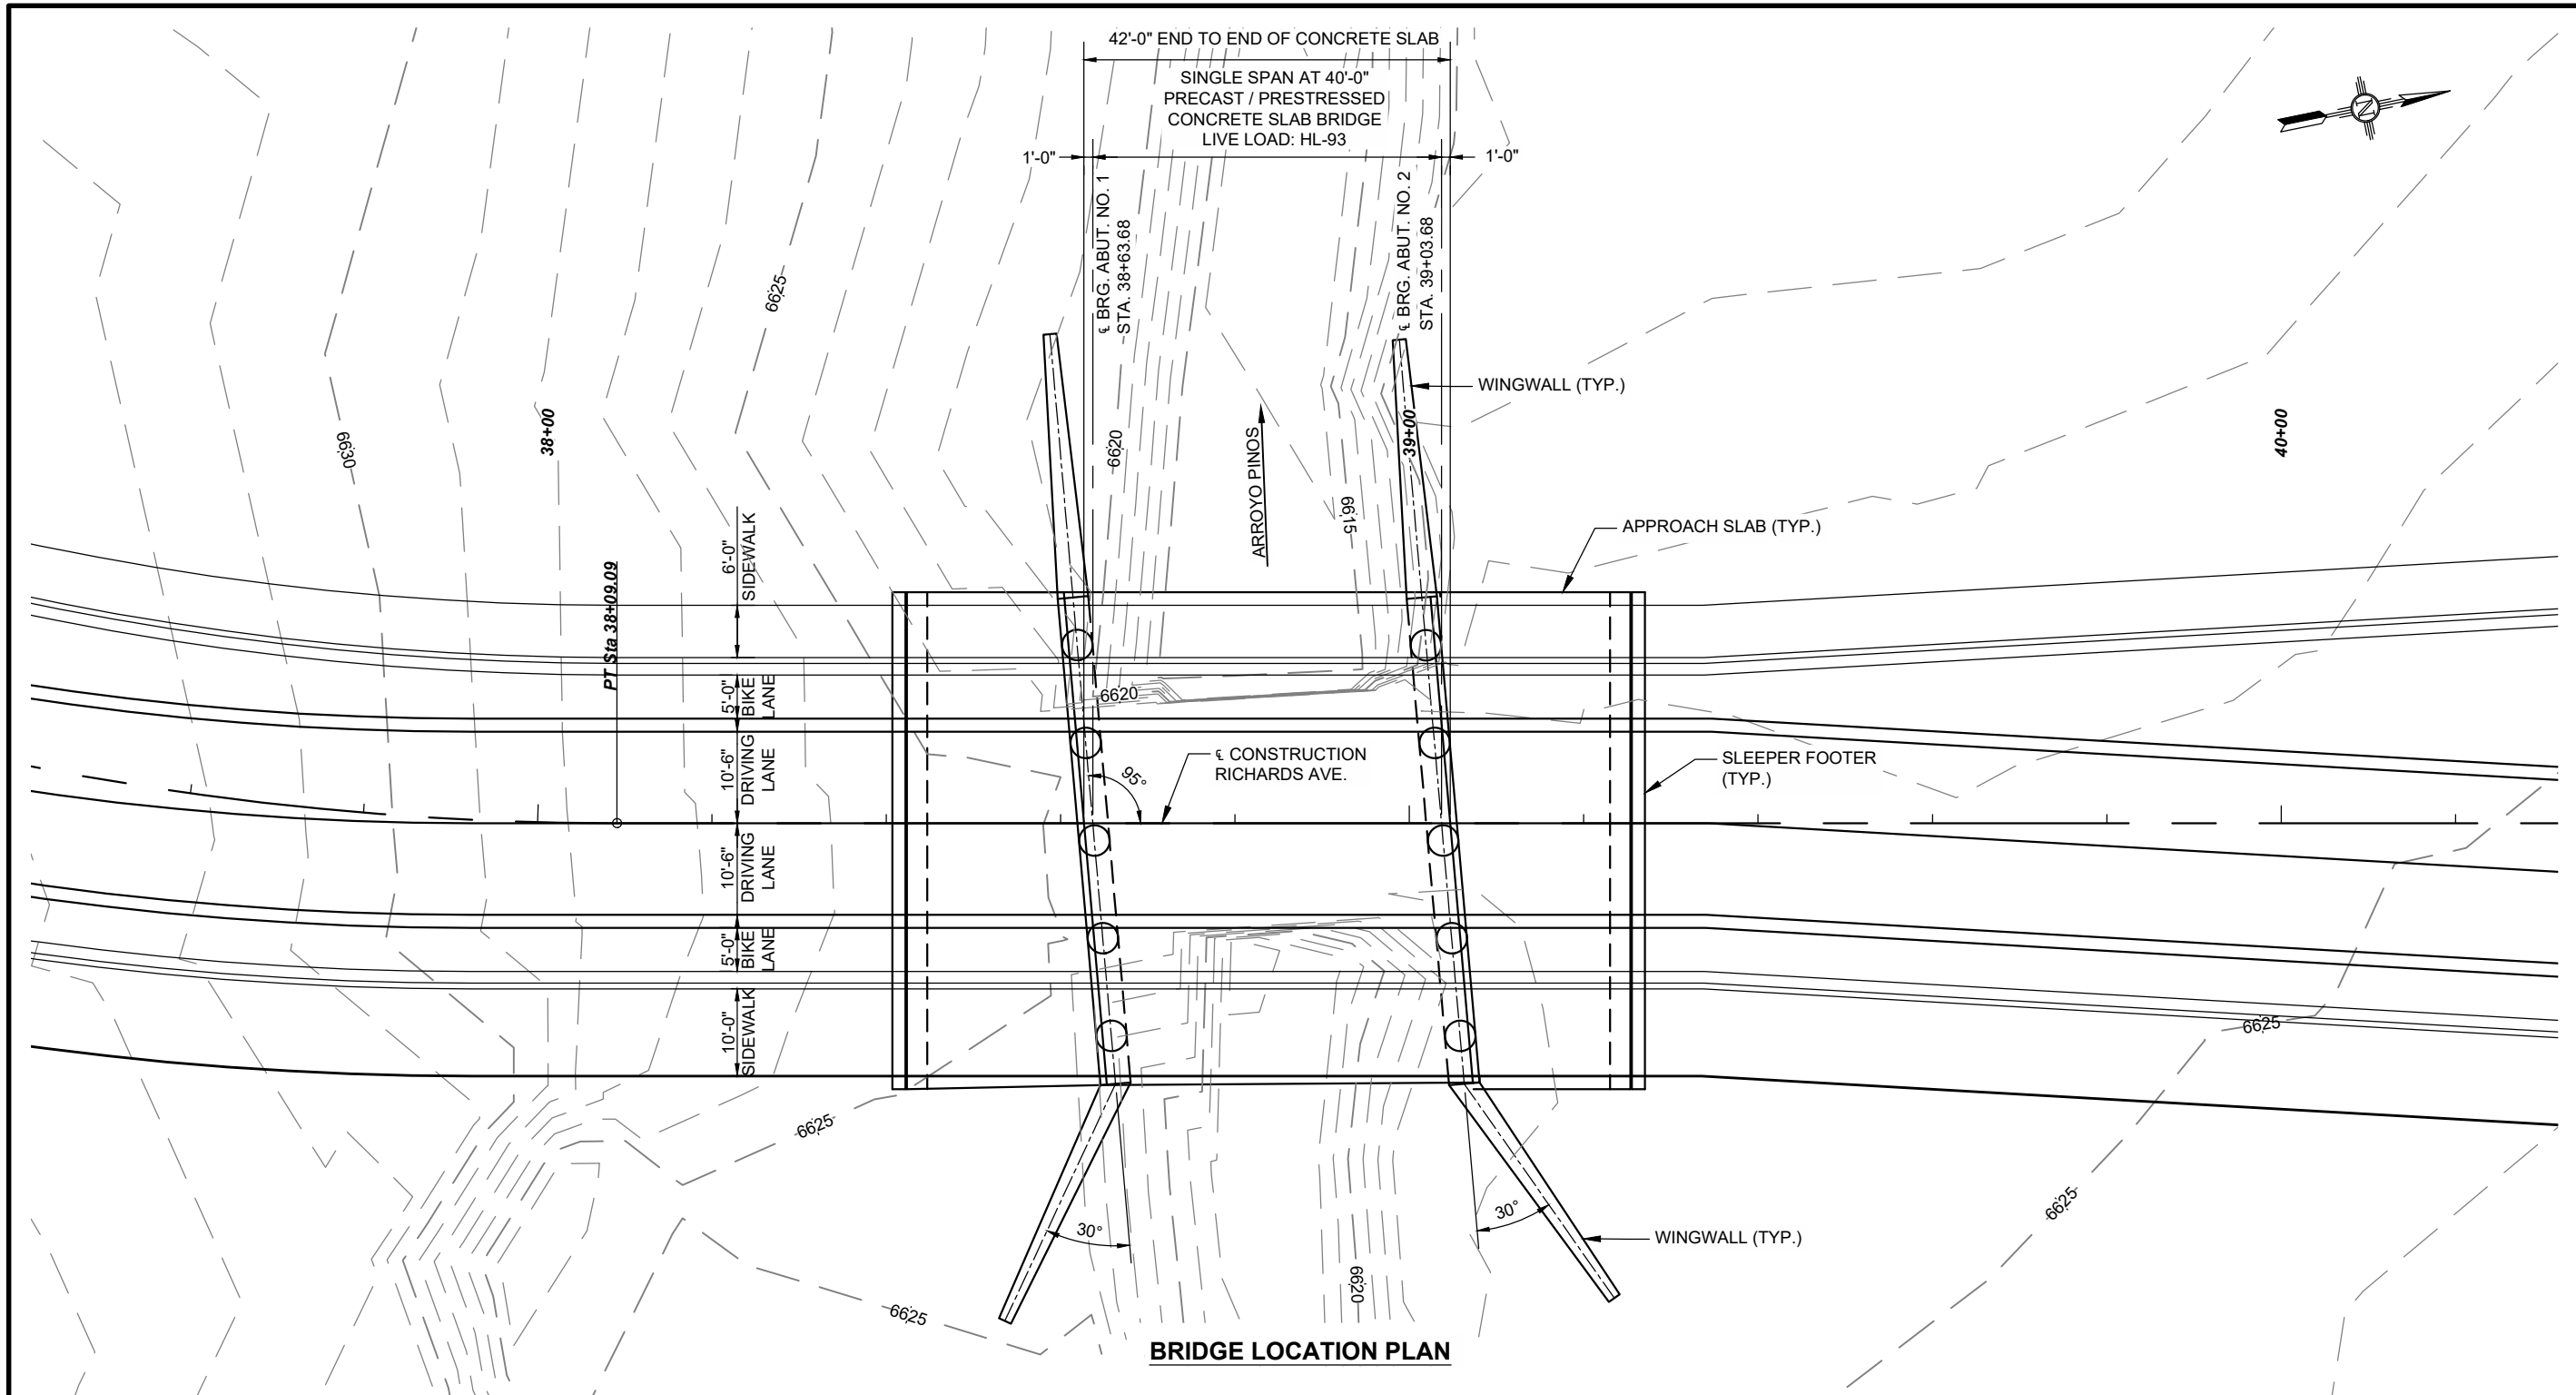 42'-0" END TO END OF CONCRETE SLAB
SINGLE SPAN AT 40'-0"
PRECAST / PRESTRESSED
CONCRETE SLAB BRIDGE
LIVE LOAD: HL-93
1'-0"
1'-0"
N
℄ BRG. ABUT. NO. 1
STA. 38+63.68
℄ BRG. ABUT. NO. 2
STA. 39+03.68
6625
6630
38+00
6620
ARROYO PINOS
6615
39+00
WINGWALL (TYP.)
40+00
APPROACH SLAB (TYP.)
PT Sta 38+09.09
6'-0"
SIDEWALK
5'-0"
BIKE
LANE
6620
10'-6"
DRIVING
LANE
95°
℄ CONSTRUCTION
RICHARDS AVE.
SLEEPER FOOTER
(TYP.)
10'-6"
DRIVING
LANE
5'-0"
BIKE
LANE
10'-0"
SIDEWALK
6625
6625
6625
30°
30°
WINGWALL (TYP.)
6620
6625
BRIDGE LOCATION PLAN